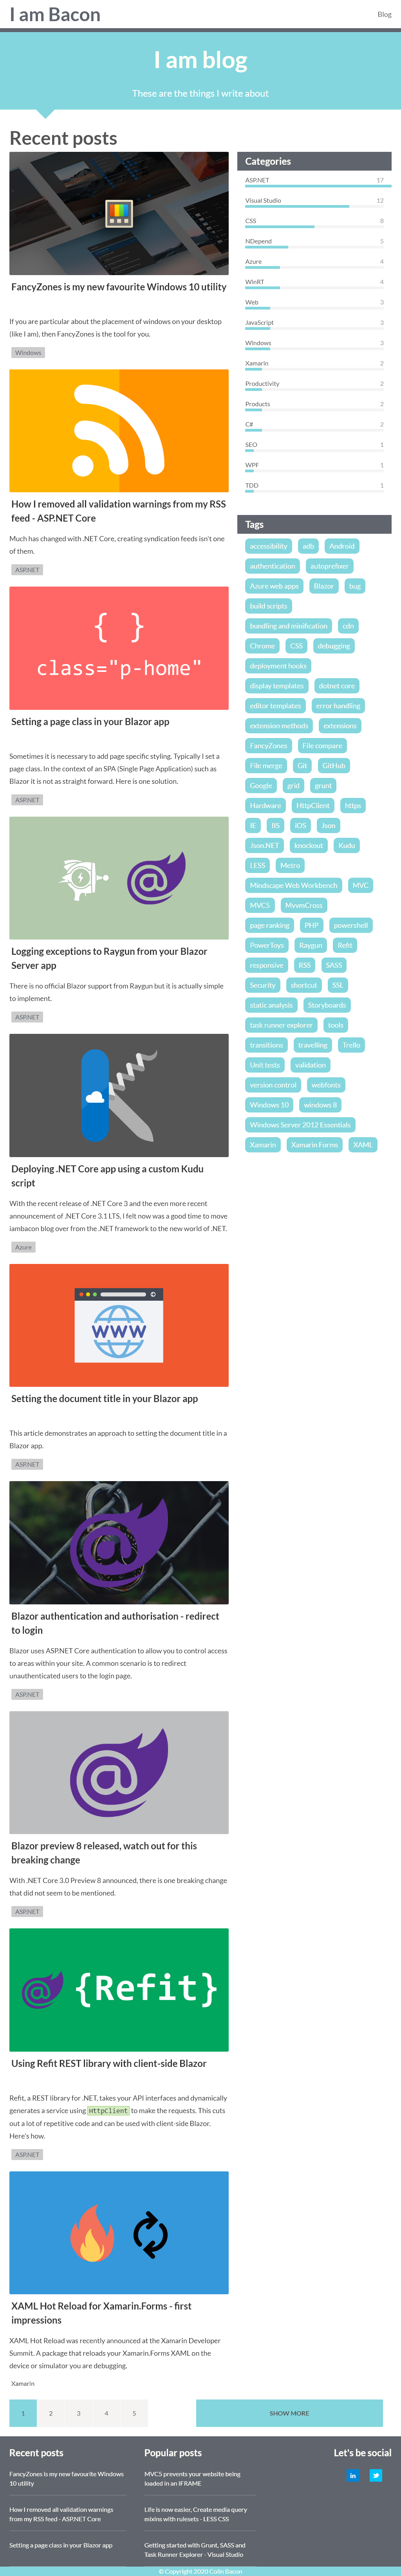 I am Bacon
Blog
I am blog
These are the things I write about
Recent posts
FancyZones is my new favourite Windows 10 utility
If you are particular about the placement of windows on your desktop
(like I am), then FancyZones is the tool for you.
Windows
How I removed all validation warnings from my RSS
feed - ASP.NET Core
Much has changed with .NET Core, creating syndication feeds isn't one
of them.
ASP.NET
{ }
class="p-home"
Setting a page class in your Blazor app
Sometimes it is necessary to add page specific styling. Typically I set a
page class. In the context of an SPA (Single Page Application) such as
Blazor it is not as straight forward. Here is one solution.
ASP.NET
Logging exceptions to Raygun from your Blazor
Server app
There is no official Blazor support from Raygun but it is actually simple
to implement.
ASP.NET
Deploying .NET Core app using a custom Kudu
script
With the recent release of .NET Core 3 and the even more recent
announcement of .NET Core 3.1 LTS, I felt now was a good time to move
iambacon blog over from the .NET framework to the new world of .NET.
Azure
WWW
Setting the document title in your Blazor app
This article demonstrates an approach to setting the document title in a
Blazor app.
ASP.NET
Blazor authentication and authorisation - redirect
to login
Blazor uses ASP.NET Core authentication to allow you to control access
to areas within your site. A common scenario is to redirect
unauthenticated users to the login page.
ASP.NET
Blazor preview 8 released, watch out for this
breaking change
With .NET Core 3.0 Preview 8 announced, there is one breaking change
that did not seem to be mentioned.
ASP.NET
{Refit}
Using Refit REST library with client-side Blazor
Refit, a REST library for .NET, takes your API interfaces and dynamically
generates a service using HttpClient to make the requests. This cuts
out a lot of repetitive code and can be used with client-side Blazor.
Here's how.
ASP.NET
XAML Hot Reload for Xamarin.Forms - first
impressions
XAML Hot Reload was recently announced at the Xamarin Developer
Summit. A package that reloads your Xamarin.Forms XAML on the
device or simulator you are debugging.
Xamarin
1 2 3 4 5
SHOW MORE
Categories
ASP.NET 17
Visual Studio 12
CSS 8
NDepend 5
Azure 4
WinRT 4
Web 3
JavaScript 3
Windows 3
Xamarin 2
Productivity 2
Products 2
C# 2
SEO 1
WPF 1
TDD 1
Tags
accessibility adb Android
authentication autoprefixer
Azure web apps Blazor bug
build scripts
bundling and minification cdn
Chrome CSS debugging
deployment hooks
display templates dotnet core
editor templates error handling
extension methods extensions
FancyZones File compare
File merge Git GitHub
Google grid grunt
Hardware HttpClient https
IE IIS iOS Json
Json.NET knockout Kudu
LESS Metro
Mindscape Web Workbench MVC
MVC5 MvvmCross
page ranking PHP powershell
PowerToys Raygun Refit
responsive RSS SASS
Security shortcut SSL
static analysis Storyboards
task runner explorer tools
transitions travelling Trello
Unit tests validation
version control webfonts
Windows 10 windows 8
Windows Server 2012 Essentials
Xamarin Xamarin Forms XAML
Recent posts
FancyZones is my new favourite Windows
10 utility
How I removed all validation warnings
from my RSS feed - ASP.NET Core
Setting a page class in your Blazor app
Popular posts
MVC5 prevents your website being
loaded in an IFRAME
Life is now easier, Create media query
mixins with rulesets - LESS CSS
Getting started with Grunt, SASS and
Task Runner Explorer - Visual Studio
Let's be social
in
© Copyright 2020 Colin Bacon